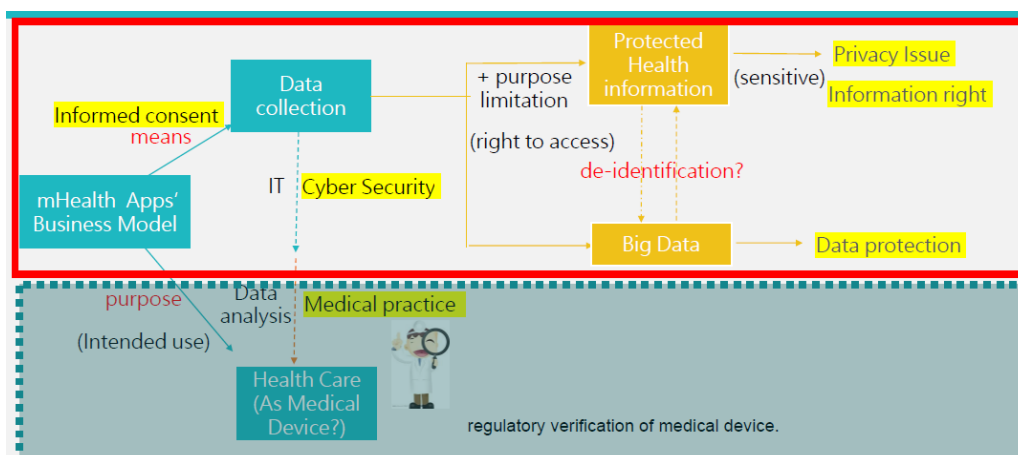 Protected
Health
information
Privacy Issue
(sensitive)
Information right
Data
collection
+ purpose
limitation
(right to access)
Informed consent
means
de-identification?
IT
Cyber Security
mHealth Apps'
Business Model
Big Data
Data protection
purpose
(Intended use)
Data
analysis
Medical practice
Health Care
(As Medical
Device?)
regulatory verification of medical device.